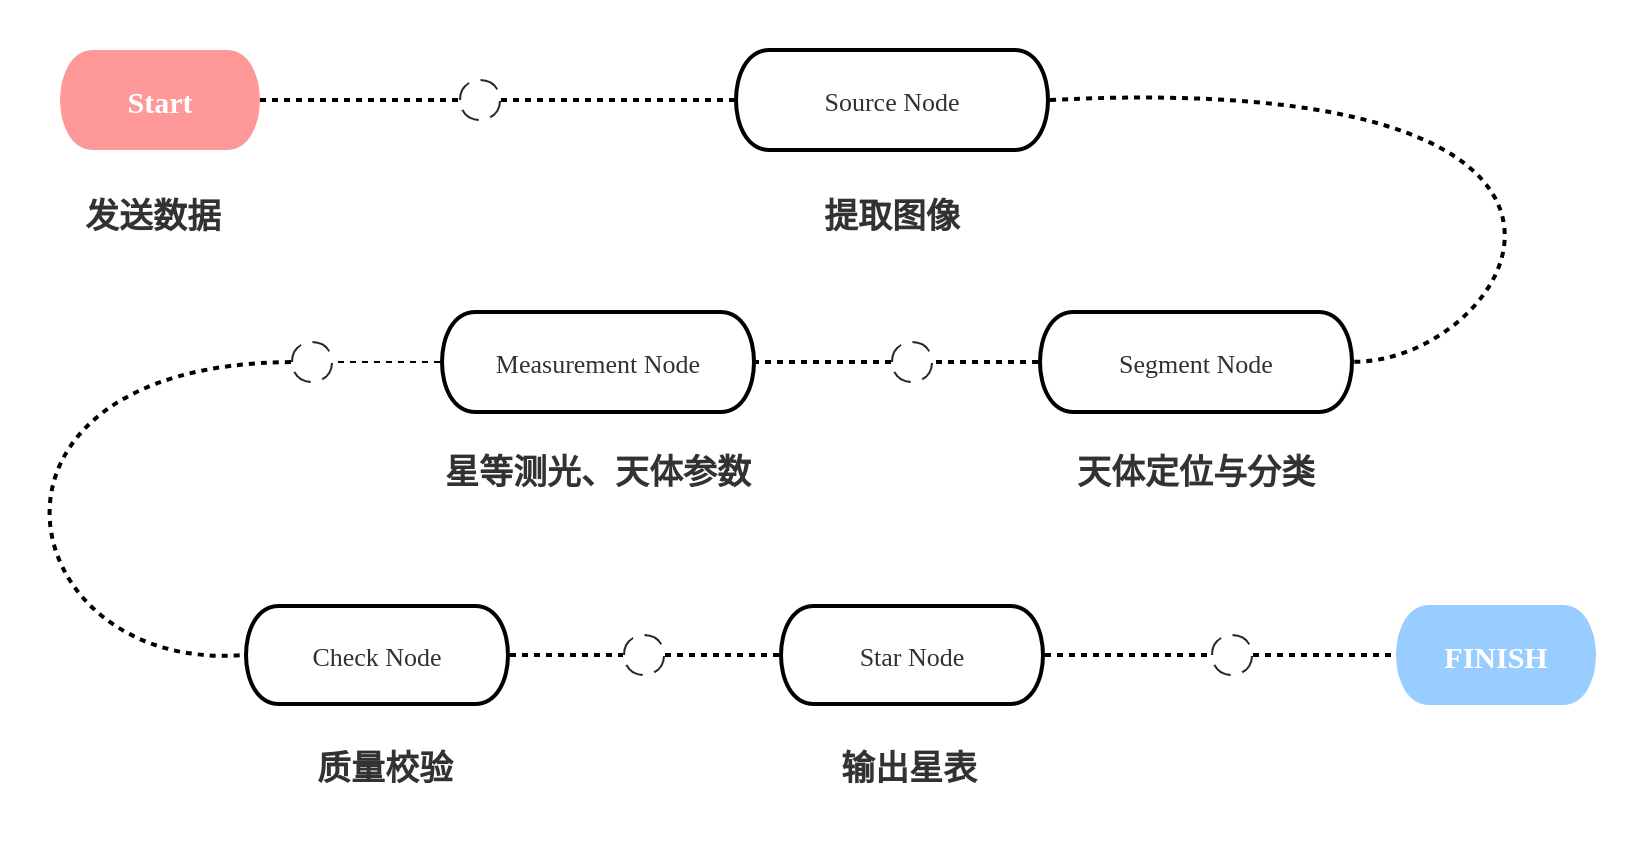 Start
Source Node
发送数据
提取图像
Measurement Node
Segment Node
星等测光、天体参数
天体定位与分类
Check Node
Star Node
FINISH
质量校验
输出星表